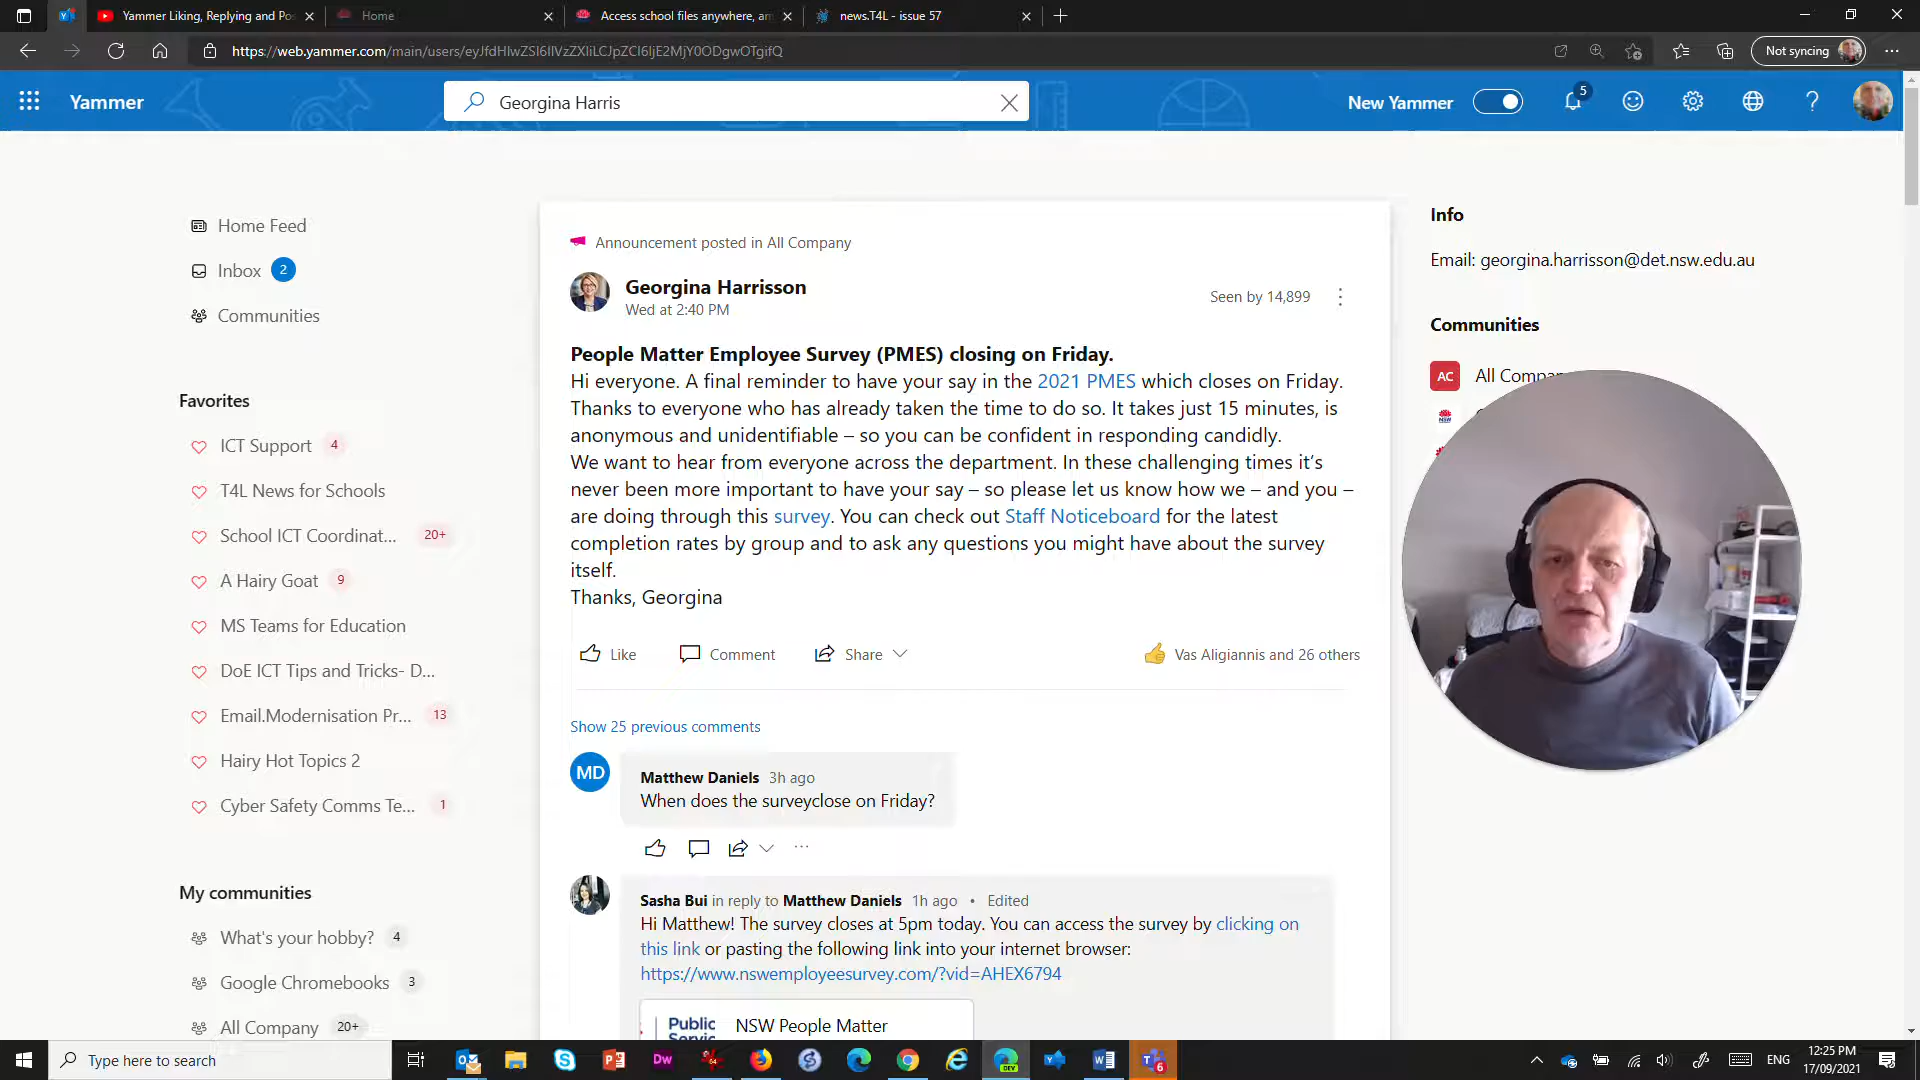 Yammer Liking, Replying and Po
Home
Access school files anywhere, an
news.T4L - issue 57
https://web.yammer.com/main/users/eyJfdHlwZSI6IlVzZXIiLCJpZCI6IjE2MjY0ODgwOTgifQ
Not syncing
Yammer
Georgina Harris
New Yammer
5
Home Feed
Inbox 2
Communities
Favorites
ICT Support 4
T4L News for Schools
School ICT Coordinat... 20+
A Hairy Goat 9
MS Teams for Education
DoE ICT Tips and Tricks- D...
Email.Modernisation Pr... 13
Hairy Hot Topics 2
Cyber Safety Comms Te... 1
My communities
What's your hobby? 4
Google Chromebooks 3
All Company 20+
Announcement posted in All Company
Georgina Harrisson
Wed at 2:40 PM
Seen by 14,899
People Matter Employee Survey (PMES) closing on Friday.
Hi everyone. A final reminder to have your say in the 2021 PMES which closes on Friday.
Thanks to everyone who has already taken the time to do so. It takes just 15 minutes, is
anonymous and unidentifiable – so you can be confident in responding candidly.
We want to hear from everyone across the department. In these challenging times it's
never been more important to have your say – so please let us know how we – and you –
are doing through this survey. You can check out Staff Noticeboard for the latest
completion rates by group and to ask any questions you might have about the survey
itself.
Thanks, Georgina
Like
Comment
Share
Vas Aligiannis and 26 others
Show 25 previous comments
MD
Matthew Daniels 3h ago
When does the surveyclose on Friday?
Sasha Bui in reply to Matthew Daniels 1h ago • Edited
Hi Matthew! The survey closes at 5pm today. You can access the survey by clicking on
this link or pasting the following link into your internet browser:
https://www.nswemployeesurvey.com/?vid=AHEX6794
Public
Servic
NSW People Matter
Info
Email: georgina.harrisson@det.nsw.edu.au
Communities
AC
All Compan
NSW
Type here to search
Dw
DEV
6
ENG
12:25 PM
17/09/2021